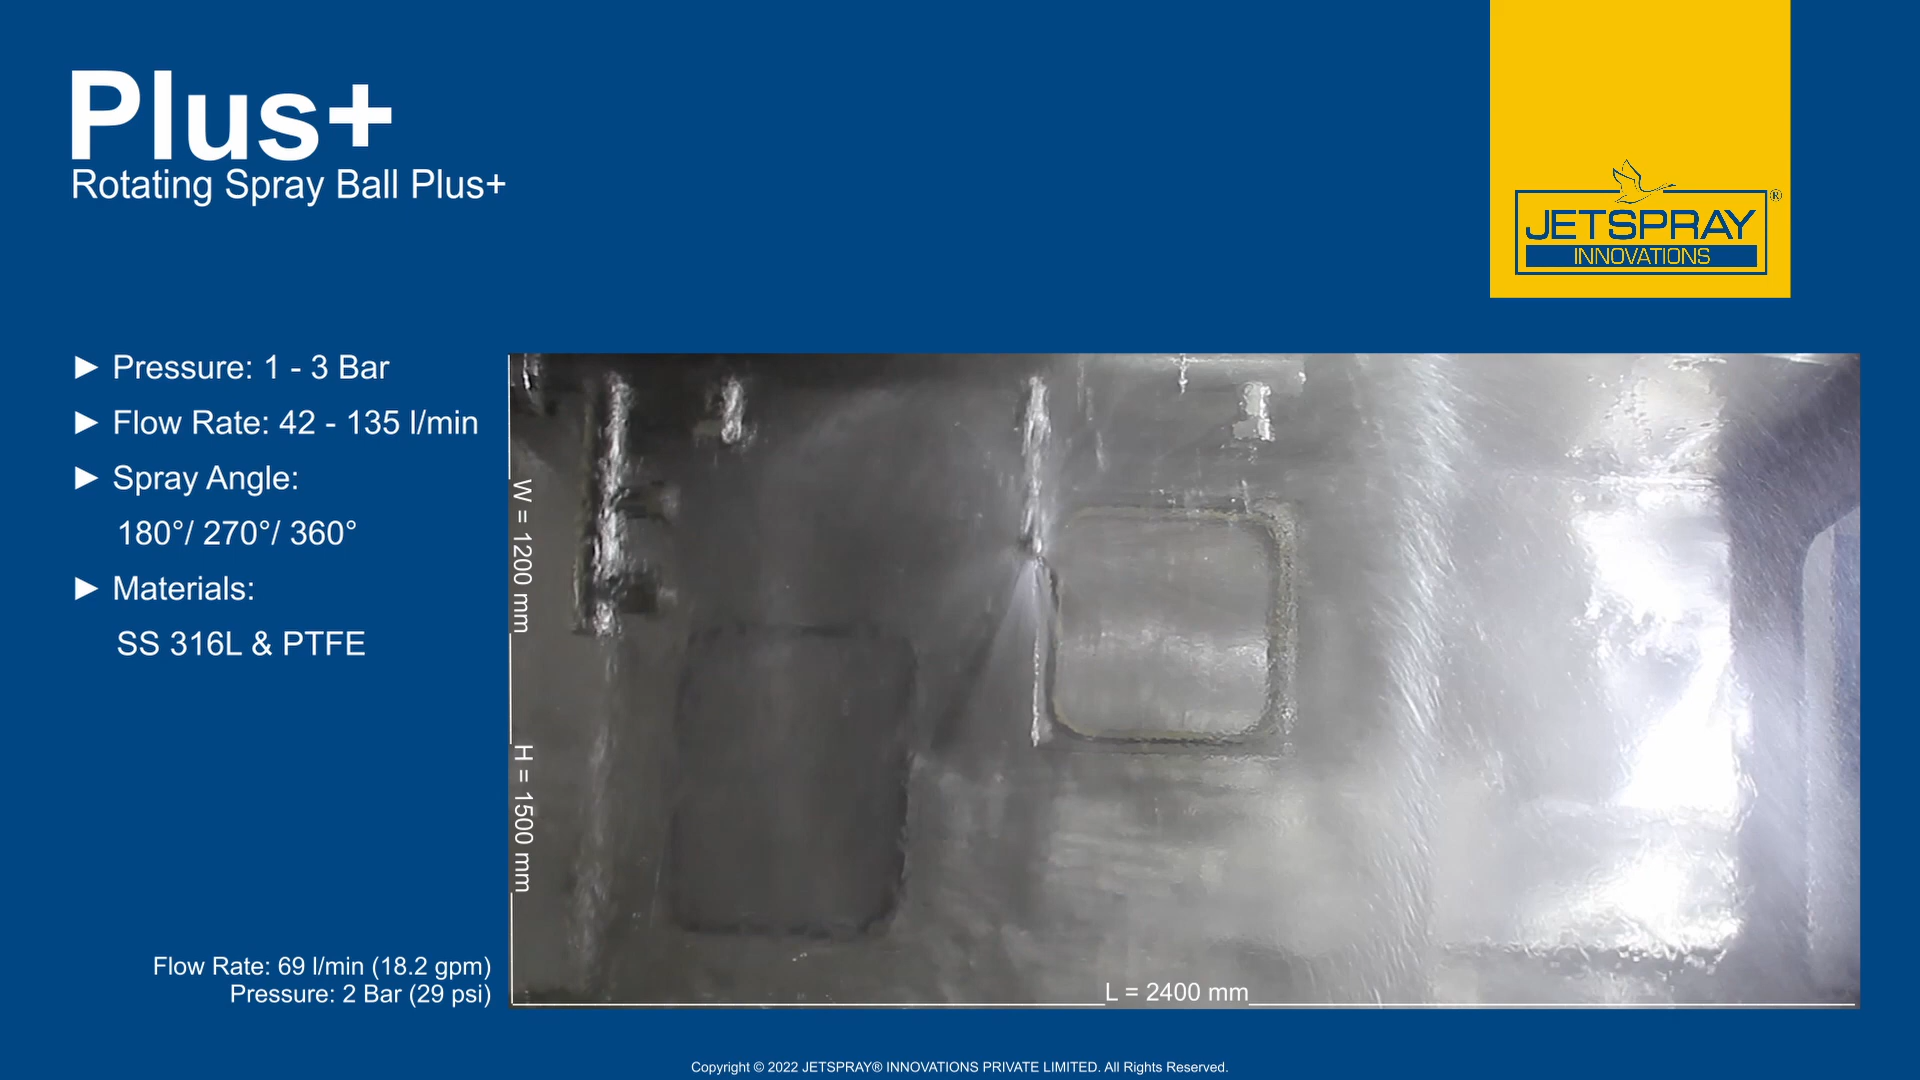 Plus+
Rotating Spray Ball Plus+
JETSPRAY®
INNOVATIONS
► Pressure: 1 - 3 Bar
► Flow Rate: 42 - 135 l/min
► Spray Angle:
180°/ 270°/ 360°
► Materials:
SS 316L & PTFE
W = 1200 mm
H = 1500 mm
L = 2400 mm
Flow Rate: 69 l/min (18.2 gpm)
Pressure: 2 Bar (29 psi)
Copyright © 2022 JETSPRAY® INNOVATIONS PRIVATE LIMITED. All Rights Reserved.